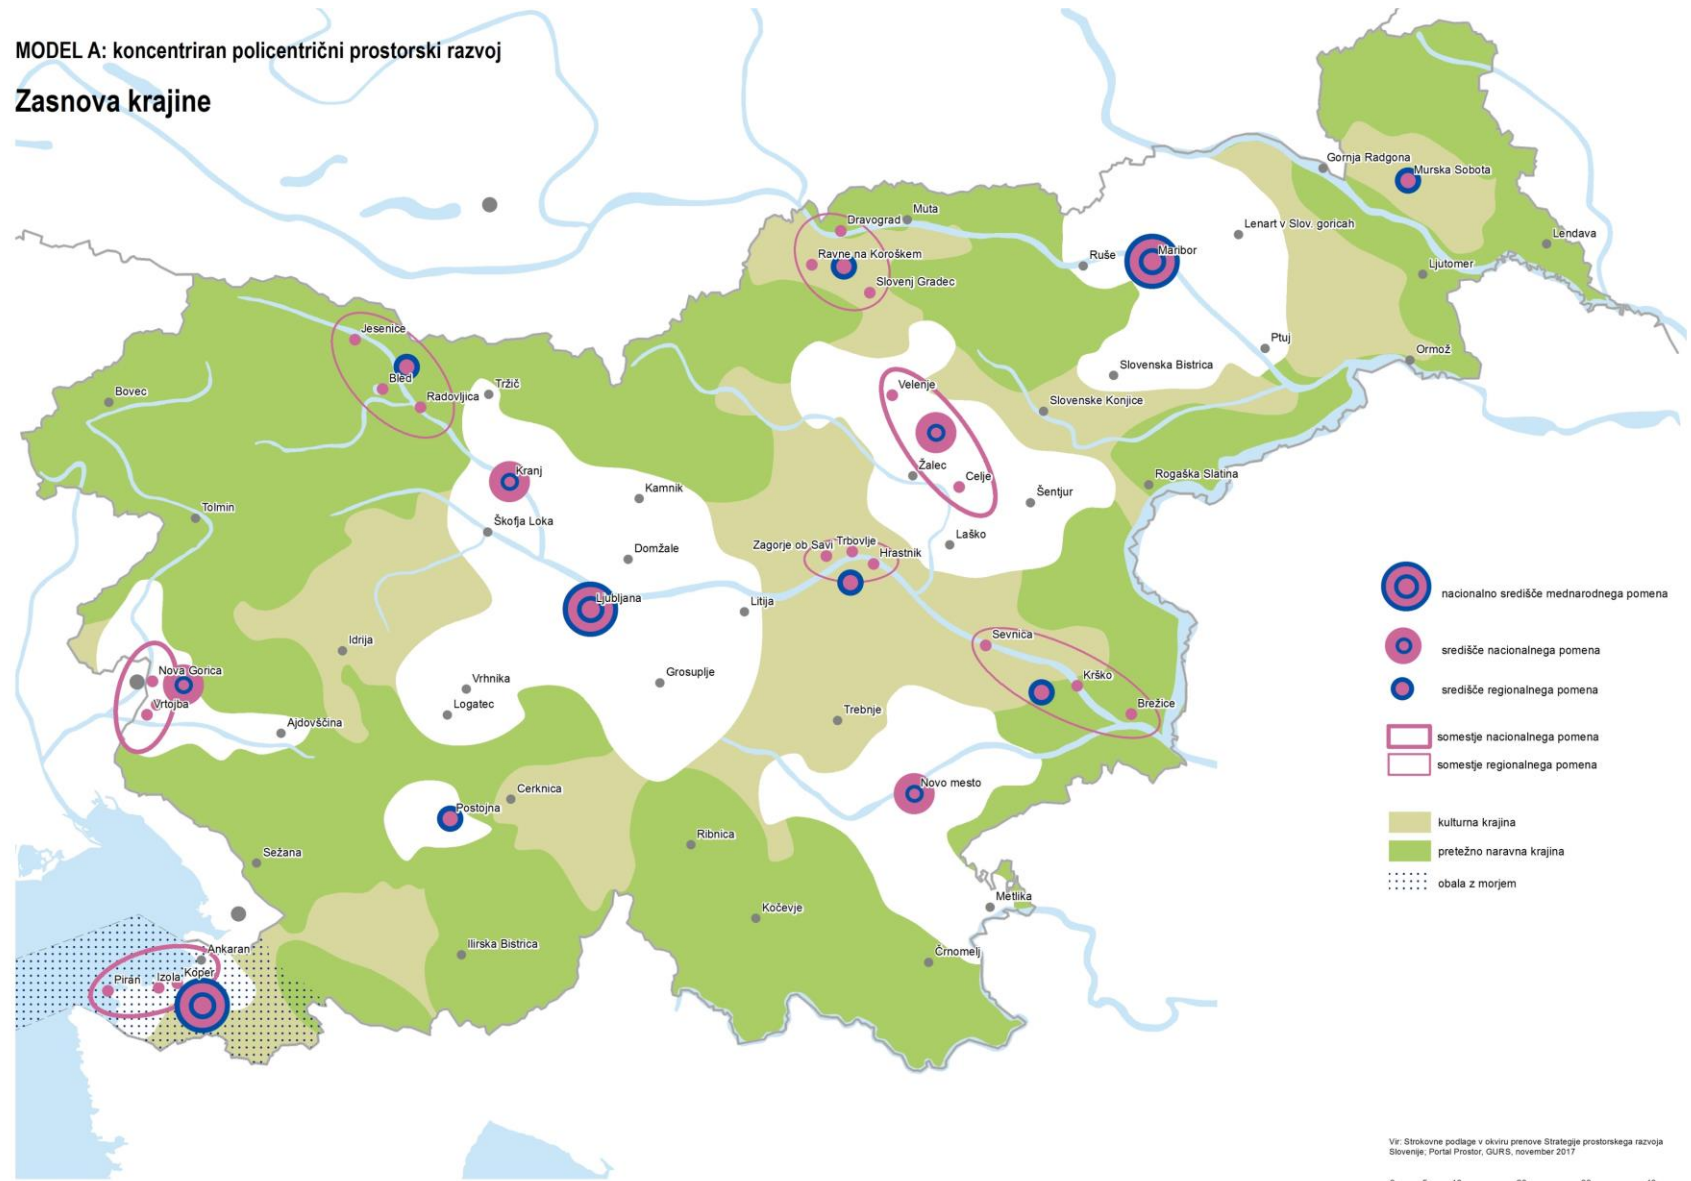 MODEL A: koncentriran policentrični prostorski razvoj
Zasnova krajine
Gornja Radgona
Murska Sobota
Muta
Dravograd
Lenart v Slov. goricah
Lendava
Maribor
Ruše
Ravne na Koroškem
Ljutomer
Slovenj Gradec
Jesenice
Ptuj
Ormož
Slovenska Bistrica
Bled
Tržič
Velenje
Bovec
Radovljica
Slovenske Konjice
Kranj
Žalec
Rogaška Slatina
Celje
Kamnik
Šentjur
Tolmin
Škofja Loka
Laško
Trbovlje
Zagorje ob Savi
Domžale
Hrastnik
Ljubljana
Litija
Idrija
Sevnica
Nova Gorica
Grosuplje
Krško
Vrhnika
Vrtojba
Logatec
Brežice
Trebnje
Ajdovščina
Novo mesto
Cerknica
Postojna
Ribnica
Sežana
Metlika
Kočevje
Ilirska Bistrica
Ankaran
Črnomelj
Koper
Izola
Piran
nacionalno središče mednarodnega pomena
središče nacionalnega pomena
središče regionalnega pomena
somestje nacionalnega pomena
somestje regionalnega pomena
kulturna krajina
pretežno naravna krajina
obala z morjem
Vir: Strokovne podlage v okviru prenove Strategije prostorskega razvoja
Slovenije; Portal Prostor, GURS, november 2017